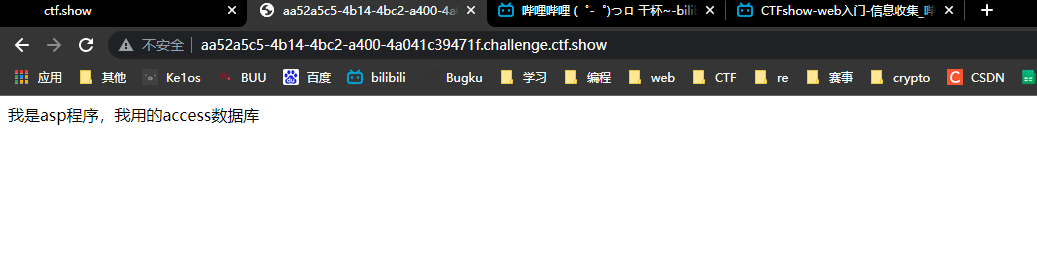 ctf.show
aa52a5c5-4b14-4bc2-a400-4a0
哔哩哔哩 ( ゜- ゜)つロ 干杯~-bili
CTFshow-web入门-信息收集_哔
不安全 | aa52a5c5-4b14-4bc2-a400-4a041c39471f.challenge.ctf.show
应用 其他 Ke1os BUU 百度 bilibili Bugku 学习 编程 web CTF re 赛事 crypto CSDN
我是asp程序，我用的access数据库